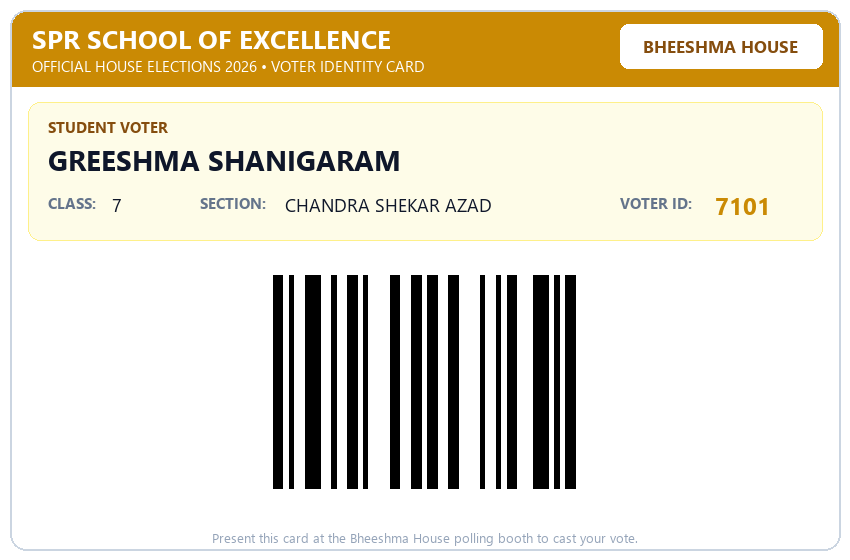 SPR SCHOOL OF EXCELLENCE
OFFICIAL HOUSE ELECTIONS 2026 • VOTER IDENTITY CARD
BHEESHMA HOUSE
STUDENT VOTER
GREESHMA SHANIGARAM
CLASS: 7 SECTION: CHANDRA SHEKAR AZAD VOTER ID: 7101
Present this card at the Bheeshma House polling booth to cast your vote.